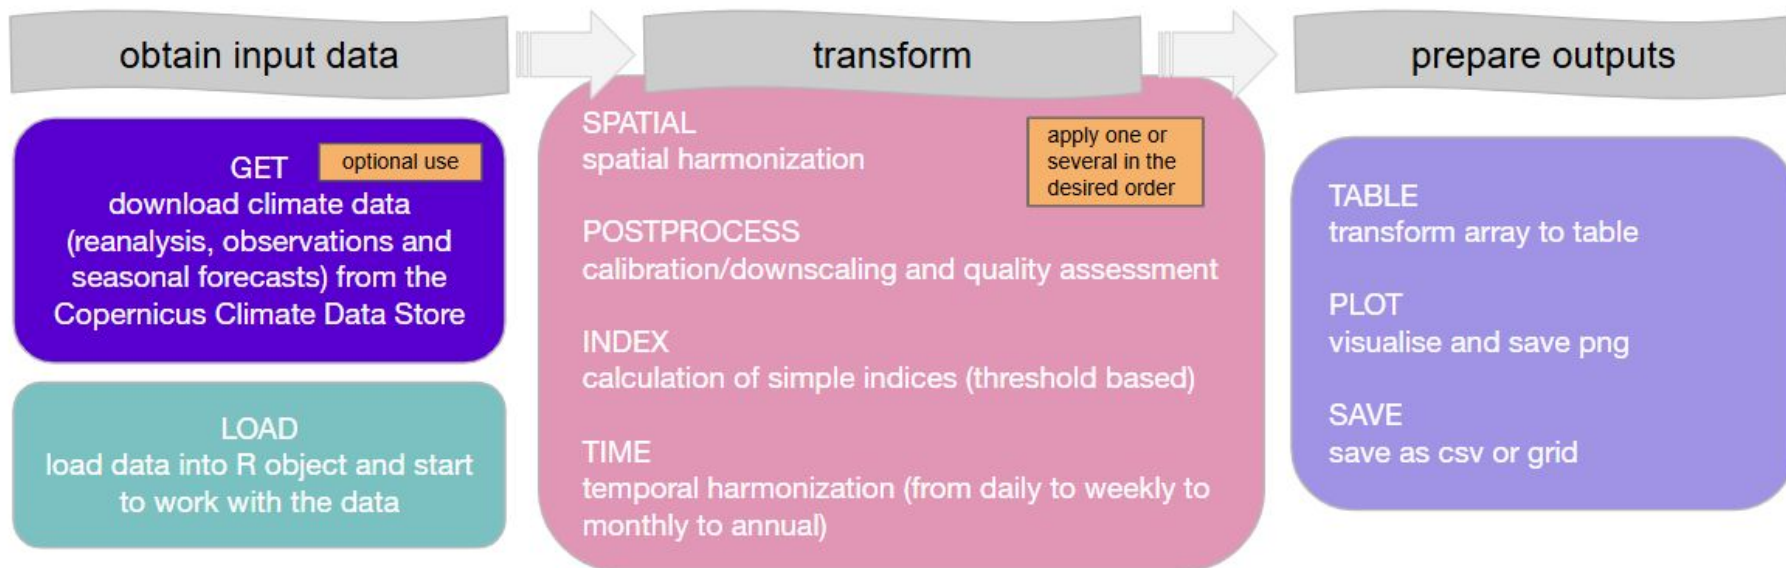 obtain input data
transform
prepare outputs
GET
optional use
download climate data
(reanalysis, observations and
seasonal forecasts) from the
Copernicus Climate Data Store
LOAD
load data into R object and start
to work with the data
SPATIAL
spatial harmonization
apply one or
several in the
desired order
POSTPROCESS
calibration/downscaling and quality assessment
INDEX
calculation of simple indices (threshold based)
TIME
temporal harmonization (from daily to weekly to
monthly to annual)
TABLE
transform array to table
PLOT
visualise and save png
SAVE
save as csv or grid